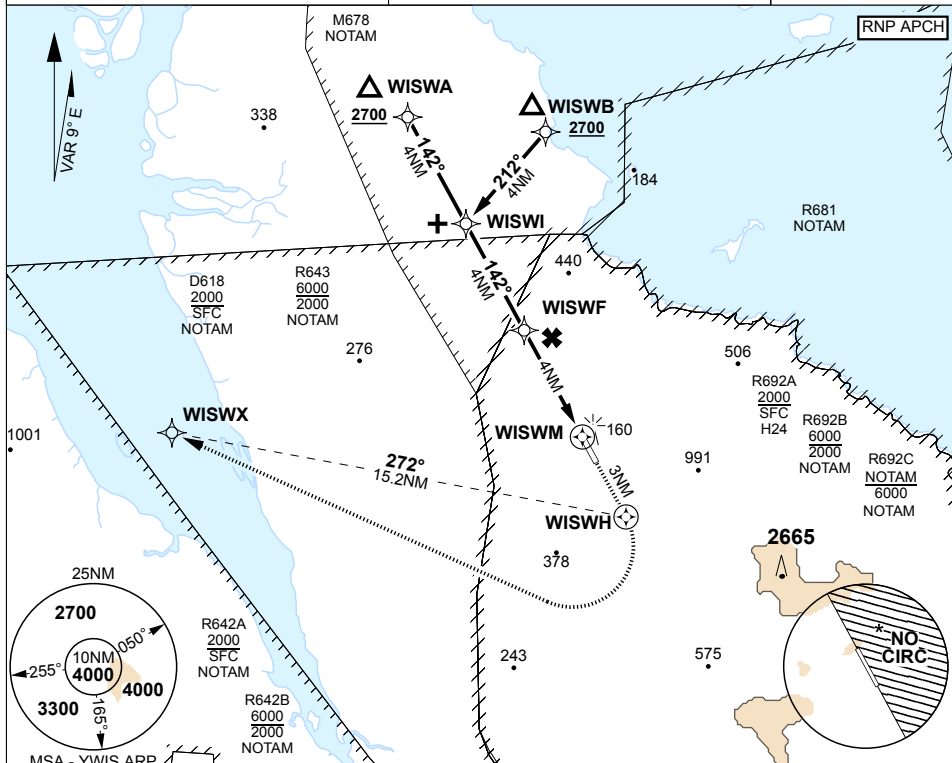 M678
NOTAM
RNP APCH
VAR 9° E
338
WISWA
2700
142°
4NM
WISWB
2700
212°
4NM
184
R681
NOTAM
WISWI
142°
4NM
440
D618
2000
SFC
NOTAM
R643
6000
2000
NOTAM
WISWF
276
4NM
506
R692A
2000
SFC
H24
R692B
6000
2000
NOTAM
R692C
NOTAM
6000
NOTAM
WISWX
1001
WISWM
160
272°
15.2NM
991
3NM
WISWH
378
2665
25NM
2700
050°
10NM
4000
255°
4000
3300
165°
MSA - YWIS ARP
R642A
2000
SFC
NOTAM
R642B
6000
2000
NOTAM
243
575
* NO
CIRC